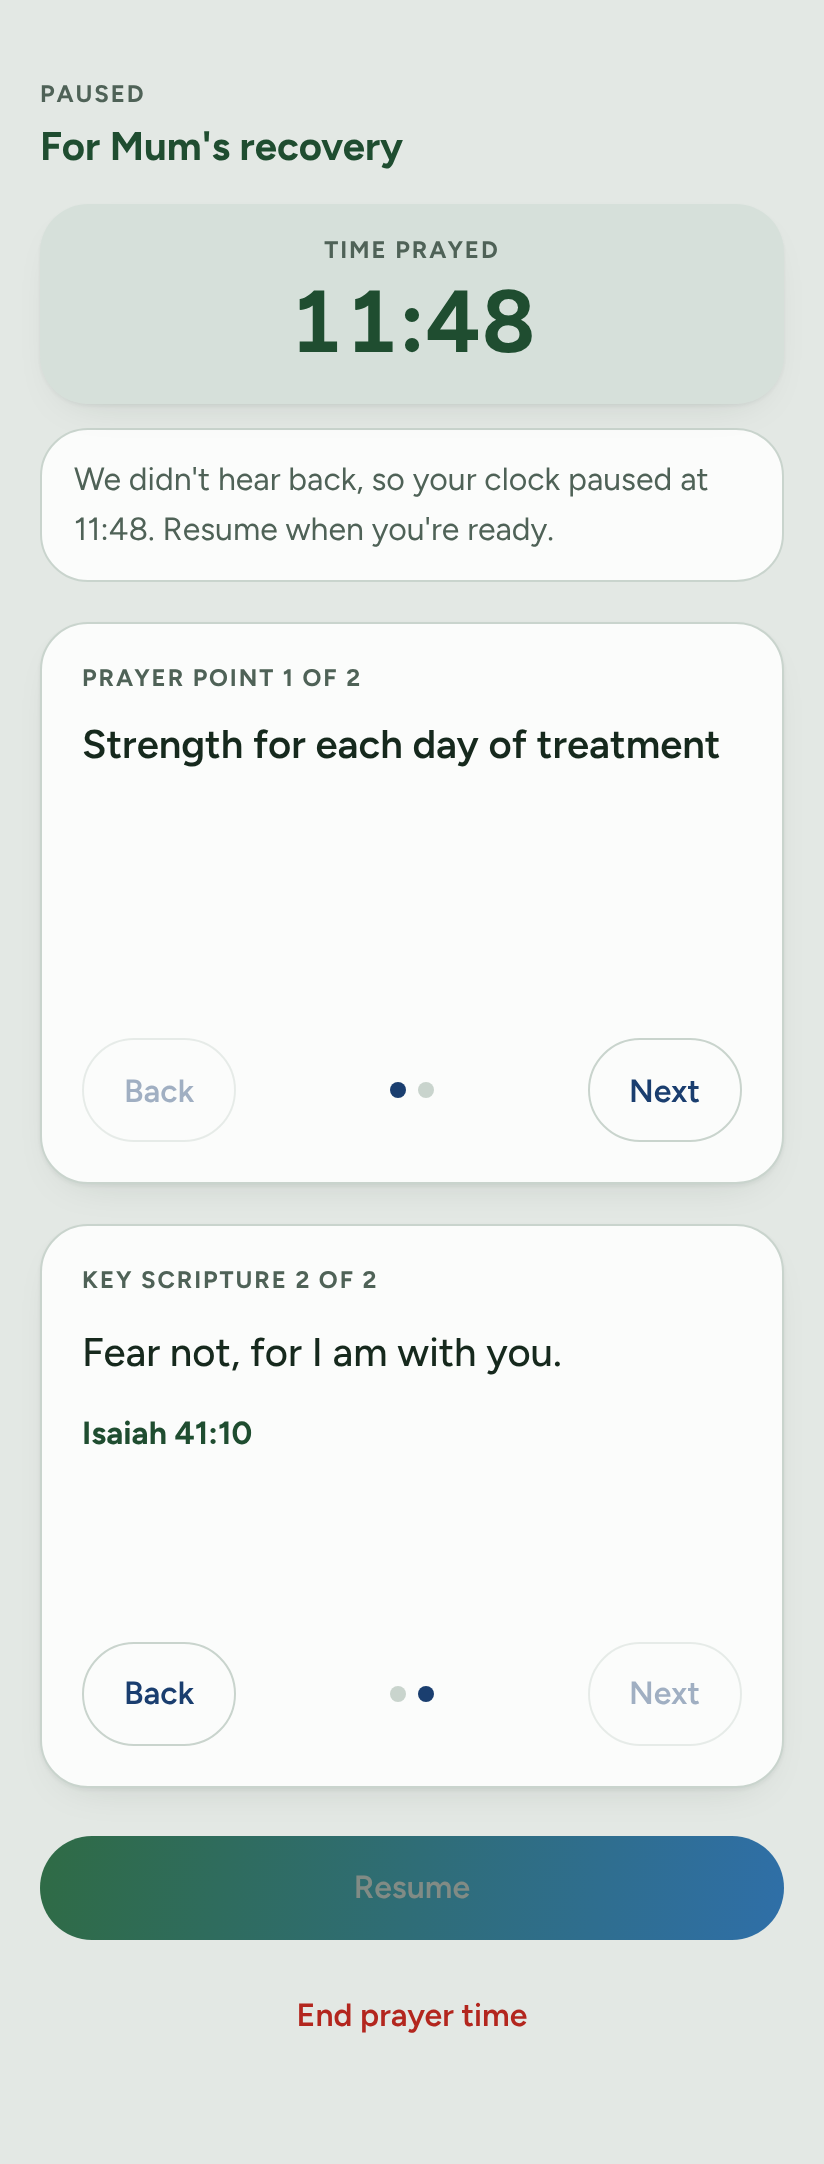 PAUSED
For Mum's recovery
TIME PRAYED
11:48
We didn't hear back, so your clock paused at
11:48. Resume when you're ready.
PRAYER POINT 1 OF 2
Strength for each day of treatment
Back
Next
KEY SCRIPTURE 2 OF 2
Fear not, for I am with you.
Isaiah 41:10
Back
Next
Resume
End prayer time